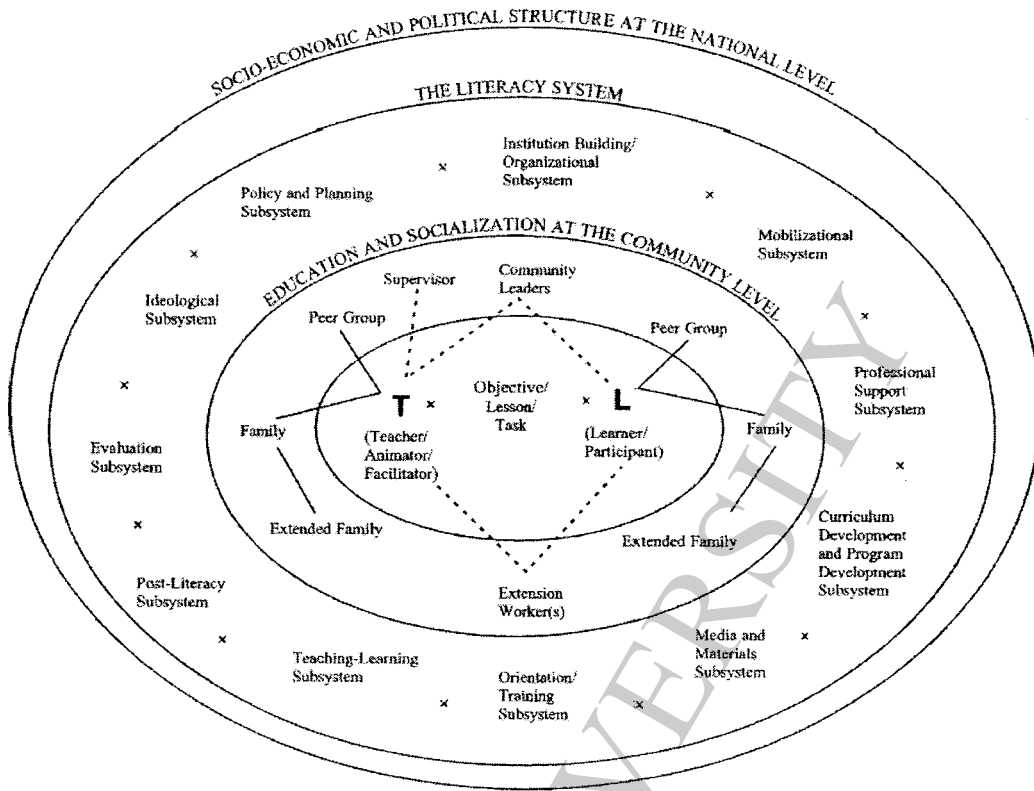 SOCIO-ECONOMIC AND POLITICAL STRUCTURE AT THE NATIONAL LEVEL
THE LITERACY SYSTEM
Institution Building/
Organizational
Subsystem
Policy and Planning
Subsystem
Mobilizational
Subsystem
EDUCATION AND SOCIALIZATION AT THE COMMUNITY LEVEL
Ideological
Subsystem
Supervisor
Community
Leaders
Peer Group
Peer Group
Professional
Support
Subsystem
T
Objective/
Lesson/
Task
L
Family
(Teacher/
Animator/
Facilitator)
(Learner/
Participant)
Family
Evaluation
Subsystem
Extended Family
Extended Family
Curriculum
Development
and Program
Development
Subsystem
Post-Literacy
Subsystem
Extension
Worker(s)
Teaching-Learning
Subsystem
Orientation/
Training
Subsystem
Media and
Materials
Subsystem
VERSITY